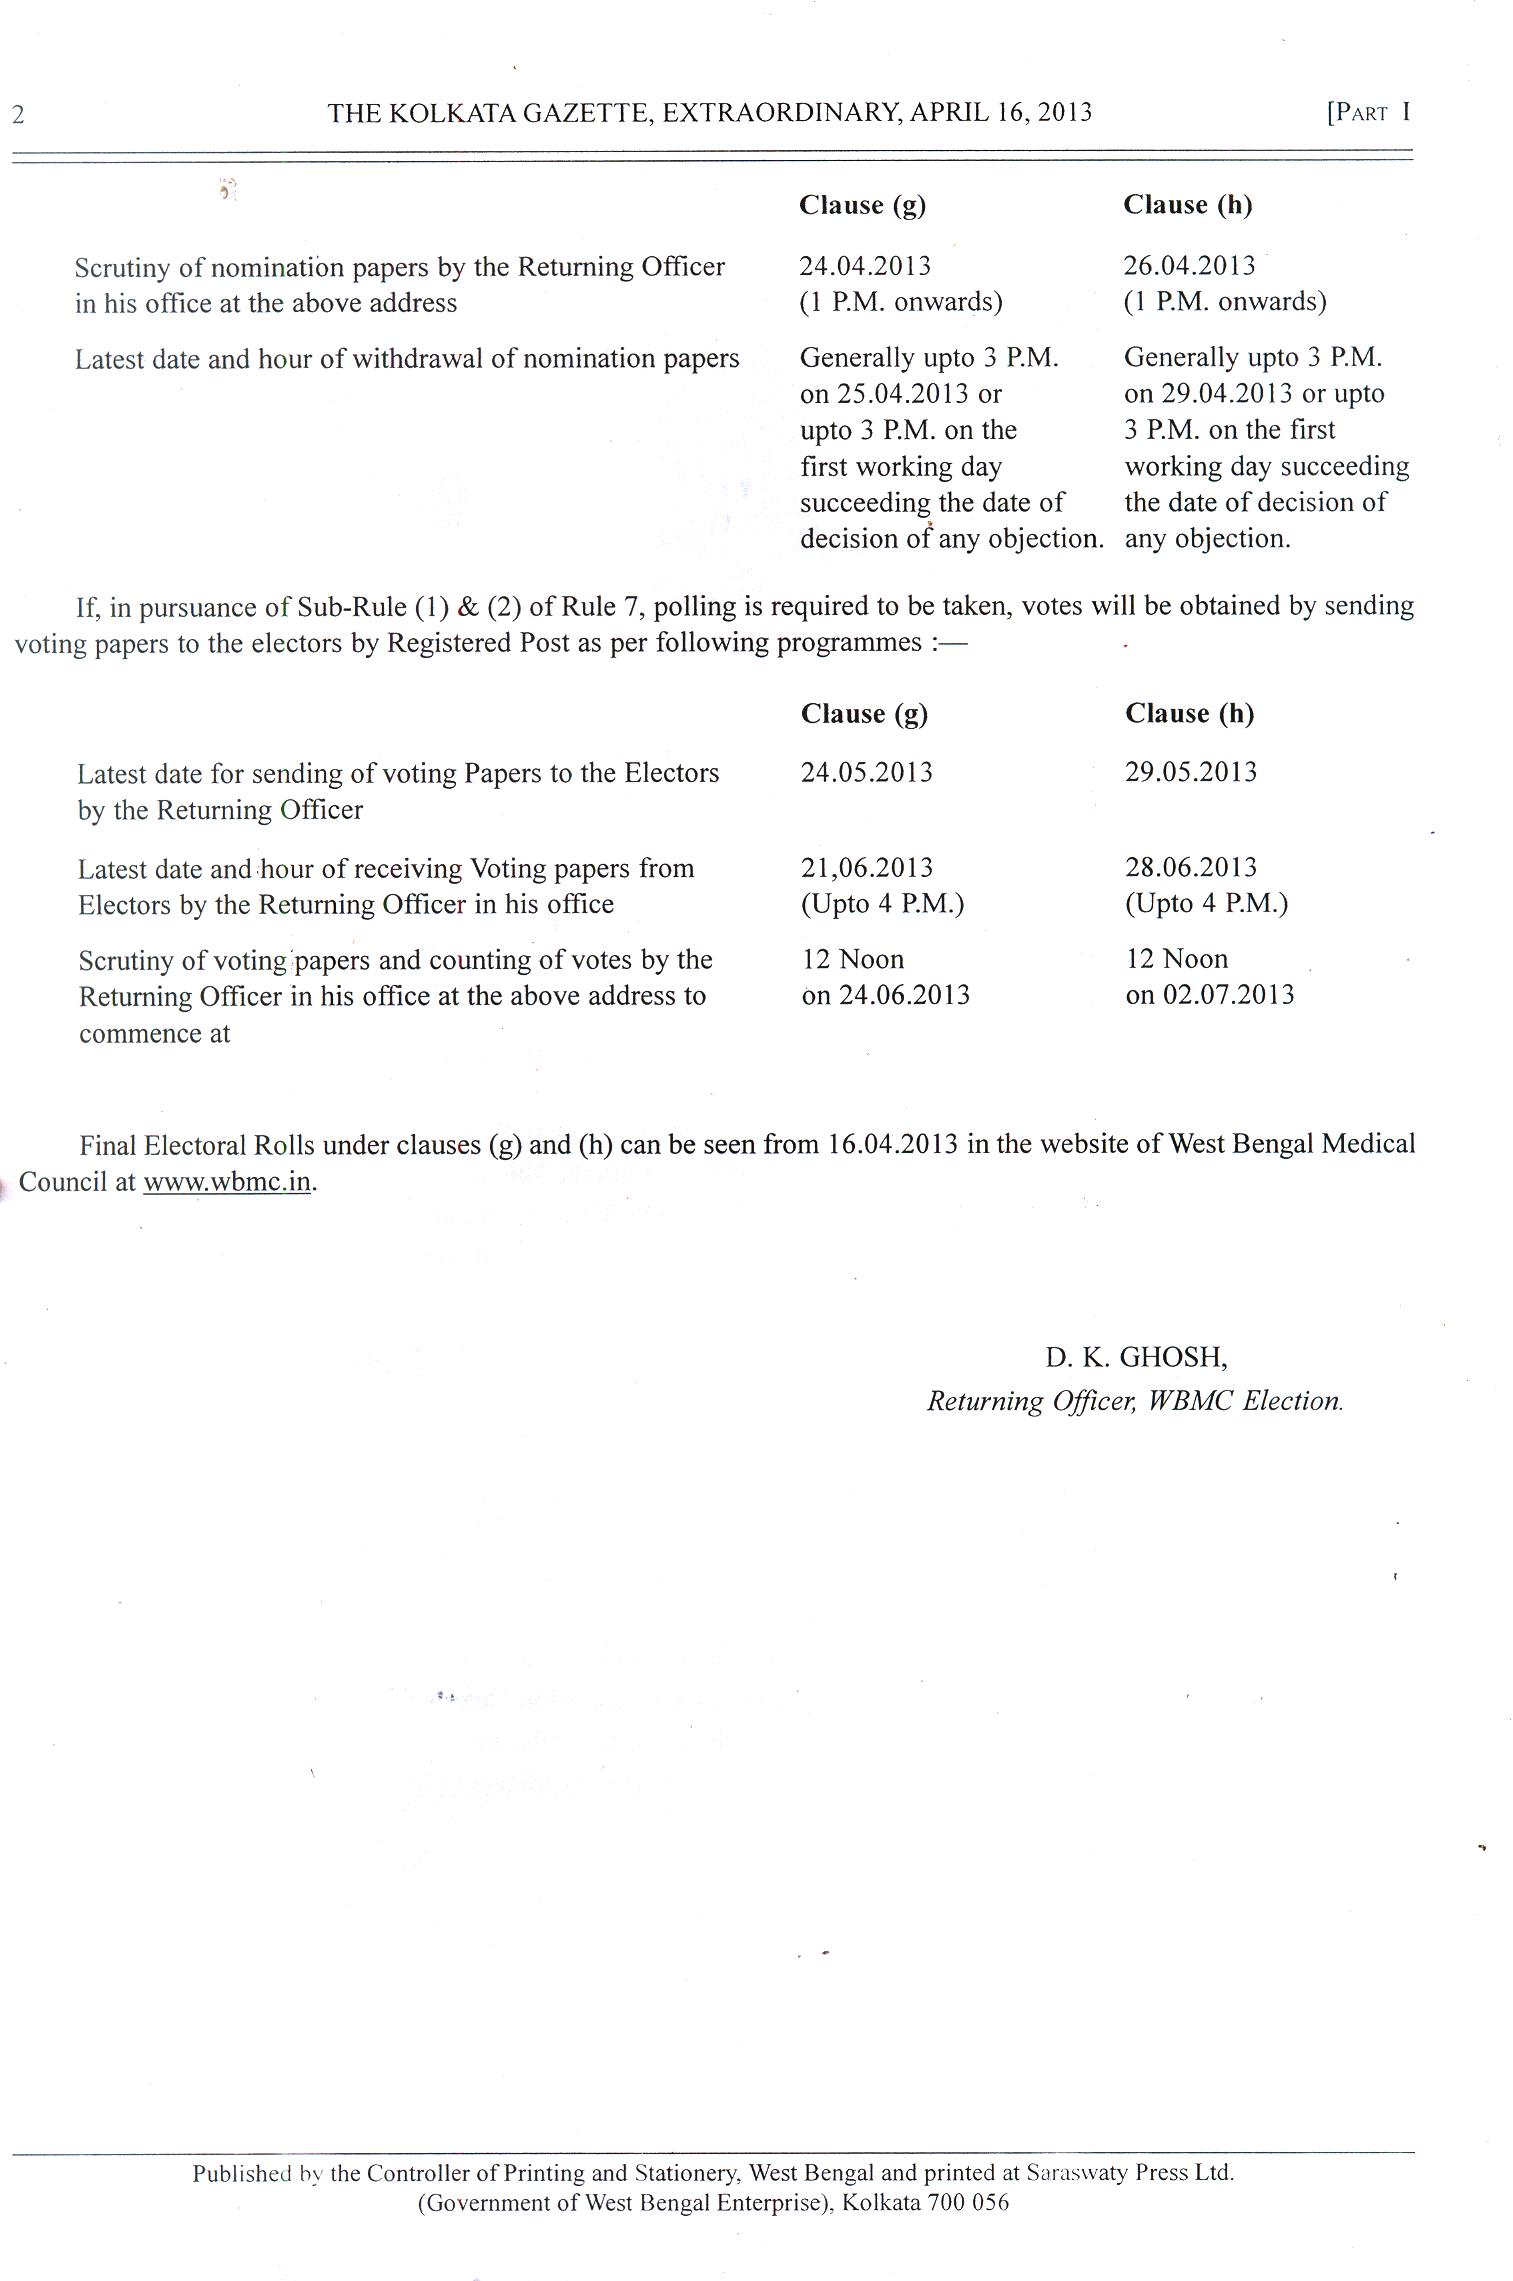 2 THE KOLKATA GAZETTE, EXTRAORDINARY, APRIL 16, 2013 [PART I
Clause (g) Clause (h)
Scrutiny of nomination papers by the Returning Officer 24.04.2013 26.04.2013
in his office at the above address (1 P.M. onwards) (1 P.M. onwards)
Latest date and hour of withdrawal of nomination papers Generally upto 3 P.M. Generally upto 3 P.M.
on 25.04.2013 or on 29.04.2013 or upto
upto 3 P.M. on the 3 P.M. on the first
first working day working day succeeding
succeeding the date of the date of decision of
decision of any objection. any objection.
If, in pursuance of Sub-Rule (1) & (2) of Rule 7, polling is required to be taken, votes will be obtained by sending
voting papers to the electors by Registered Post as per following programmes :—
Clause (g) Clause (h)
Latest date for sending of voting Papers to the Electors 24.05.2013 29.05.2013
by the Returning Officer
Latest date and hour of receiving Voting papers from 21,06.2013 28.06.2013
Electors by the Returning Officer in his office (Upto 4 P.M.) (Upto 4 P.M.)
Scrutiny of voting papers and counting of votes by the 12 Noon 12 Noon
Returning Officer in his office at the above address to on 24.06.2013 on 02.07.2013
commence at
Final Electoral Rolls under clauses (g) and (h) can be seen from 16.04.2013 in the website of West Bengal Medical
Council at www.wbmc.in.
D. K. GHOSH,
Returning Officer, WBMC Election.
Published by the Controller of Printing and Stationery, West Bengal and printed at Saraswaty Press Ltd.
(Government of West Bengal Enterprise), Kolkata 700 056